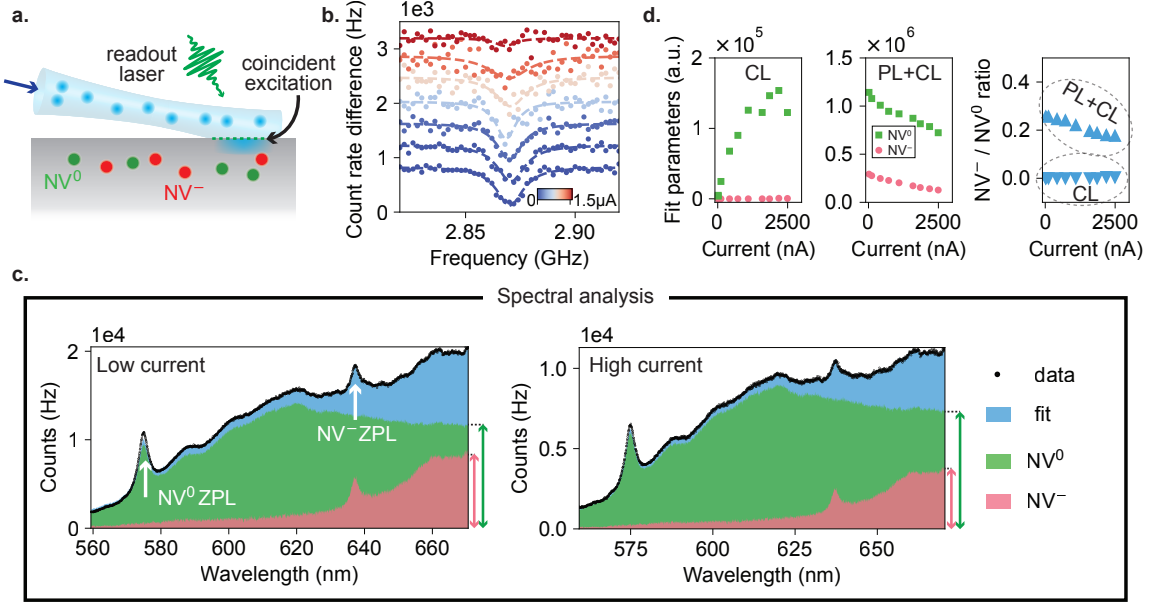 a.
readout
laser
coincident
excitation
NV⁰
NV⁻
b.
1e3
Count rate difference (Hz)
3
2
1
0
0
1.5μA
2.85
2.90
Frequency (GHz)
d.
× 10⁵
CL
Fit parameters (a.u.)
2
1
0
0
2500
Current (nA)
× 10⁶
PL+CL
1.5
1.0
0.5
0.0
NV⁰
NV⁻
0
2500
Current (nA)
NV⁻ / NV⁰ ratio
0.4
0.2
0.0
PL+CL
CL
0
2500
Current (nA)
c.
Spectral analysis
1e4
Low current
Counts (Hz)
2
1
0
NV⁰ ZPL
NV⁻ ZPL
560
580
600
620
640
660
Wavelength (nm)
1e4
High current
Counts (Hz)
1.0
0.5
0.0
575
600
625
650
Wavelength (nm)
data
fit
NV⁰
NV⁻